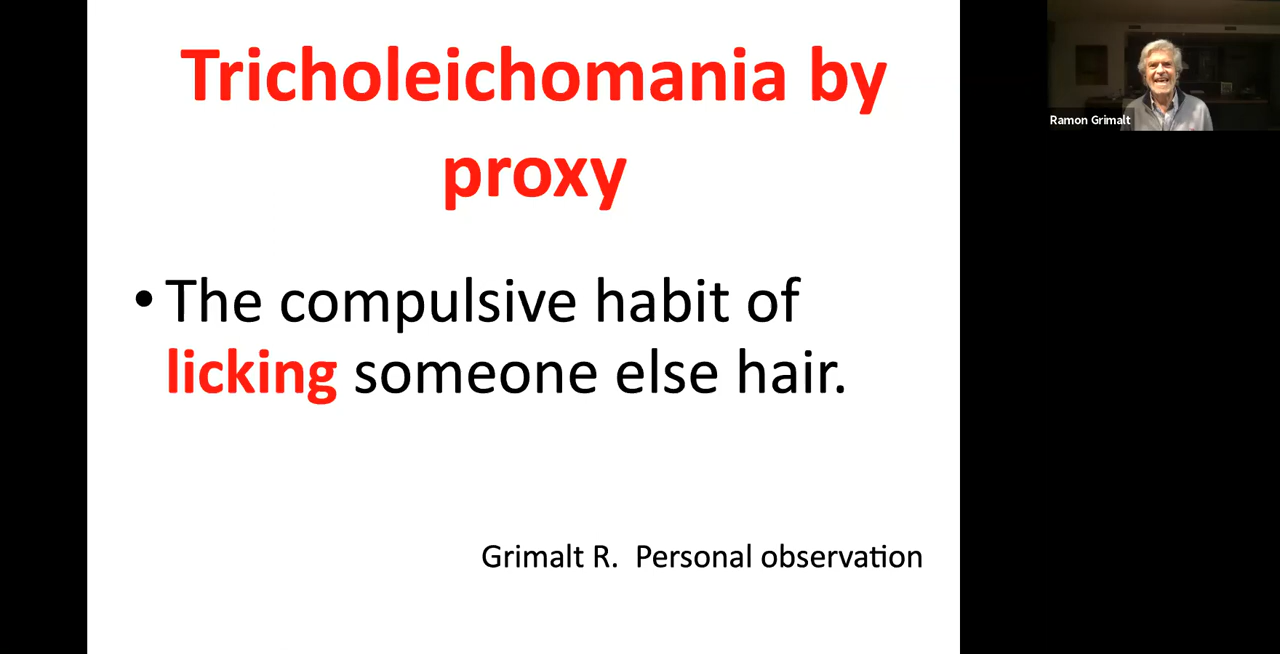 Tricholeichomania by
proxy
• The compulsive habit of
licking someone else hair.
Grimalt R. Personal observation
Ramon Grimalt